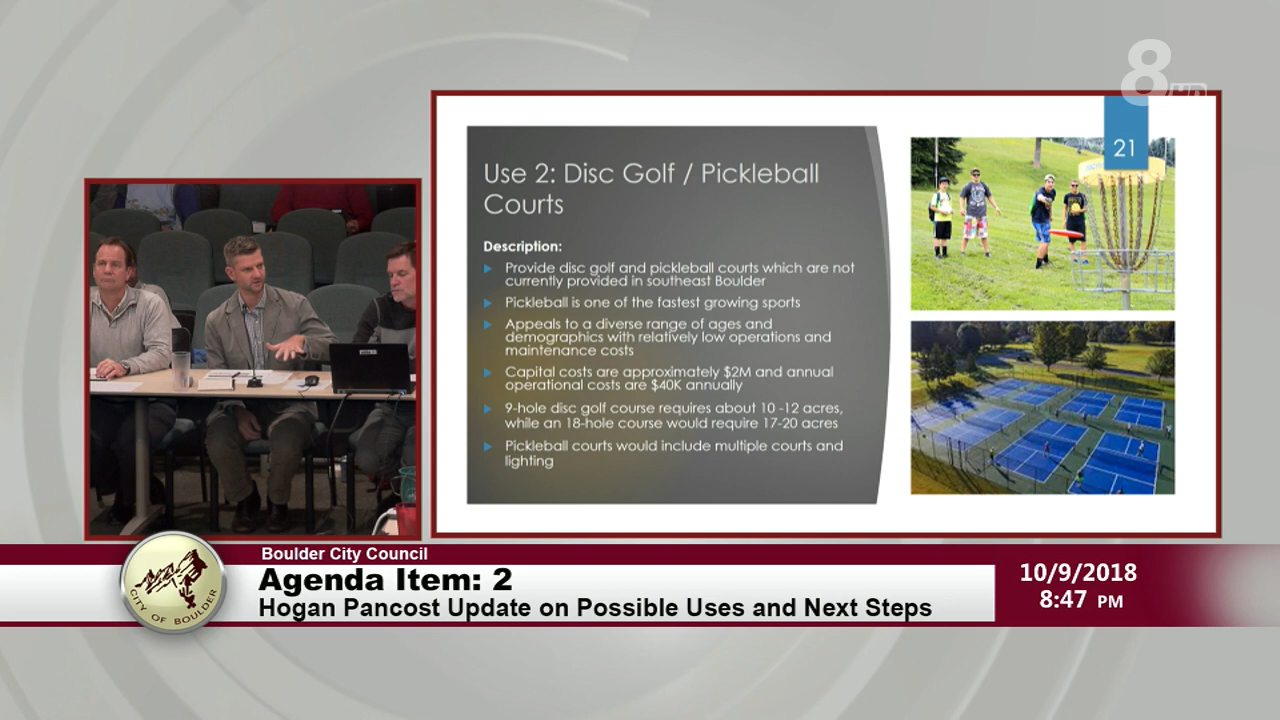 8
HD
21
Use 2: Disc Golf / Pickleball
Courts
Description:
Provide disc golf and pickleball courts which are not
currently provided in southeast Boulder
Pickleball is one of the fastest growing sports
Appeals to a diverse range of ages and
demographics with relatively low operations and
maintenance costs
Capital costs are approximately $2M and annual
operational costs are $40K annually
9-hole disc golf course requires about 10 -12 acres,
while an 18-hole course would require 17-20 acres
Pickleball courts would include multiple courts and
lighting
Boulder City Council
Agenda Item: 2
Hogan Pancost Update on Possible Uses and Next Steps
10/9/2018
8:47 PM
CITY OF BOULDER